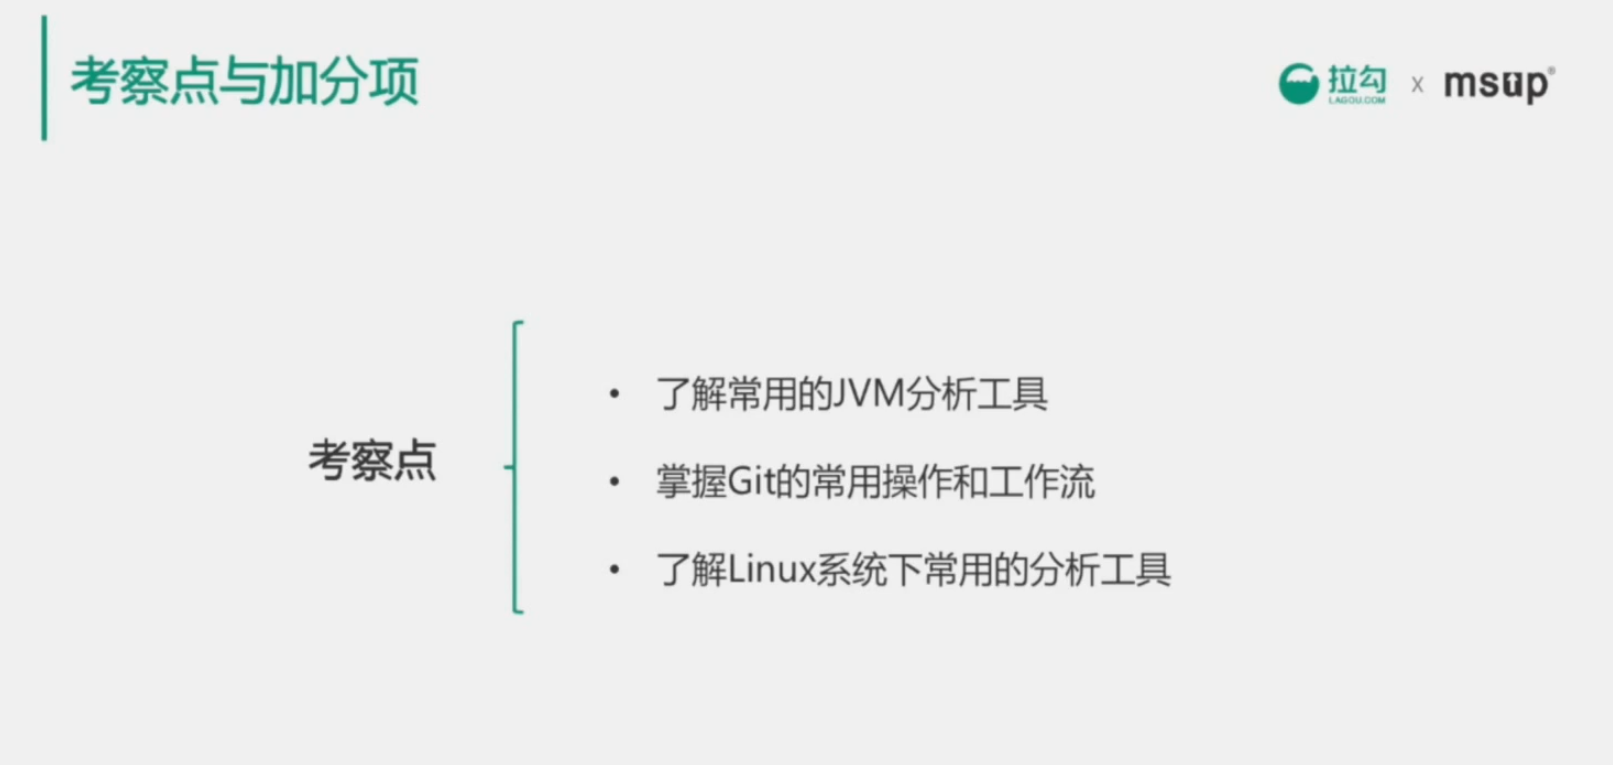 考察点与加分项
拉勾
LAGOU.COM
x
msup®
考察点
• 了解常用的JVM分析工具
• 掌握Git的常用操作和工作流
• 了解Linux系统下常用的分析工具